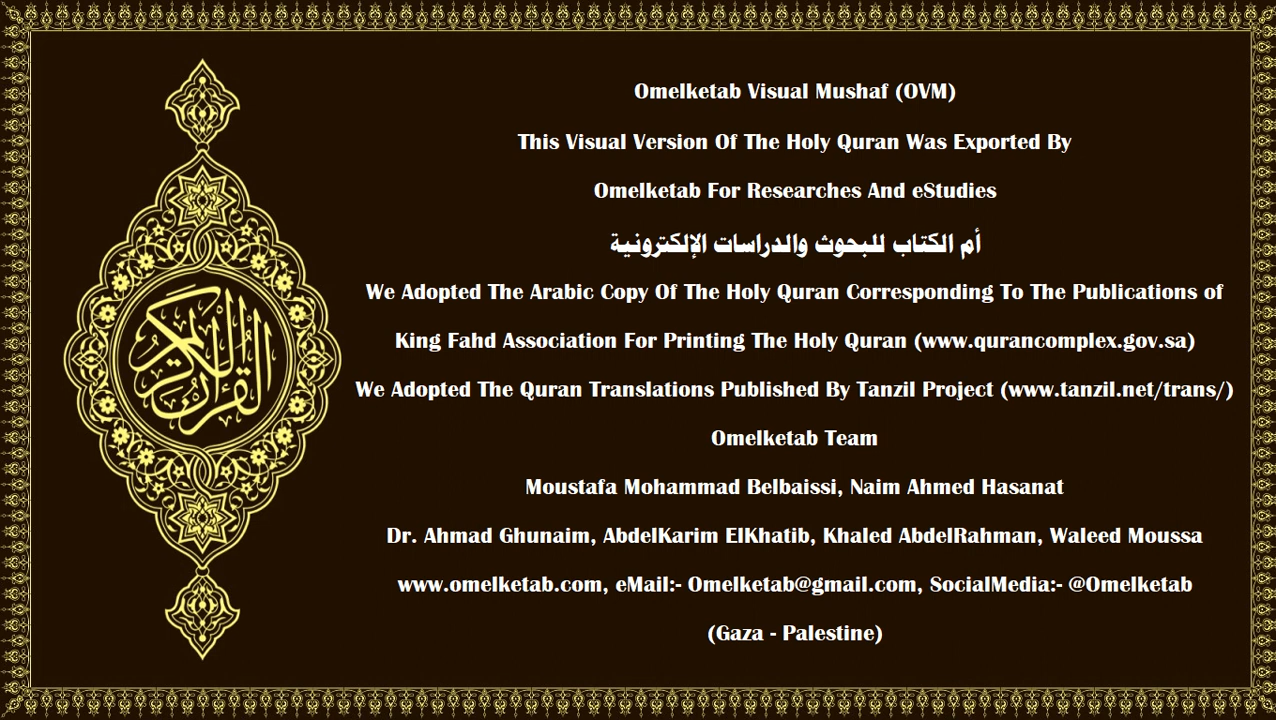 القرآن الكريم
Omelketab Visual Mushaf (OVM)
This Visual Version Of The Holy Quran Was Exported By
Omelketab For Researches And eStudies
أم الكتاب للبحوث والدراسات الإلكترونية
We Adopted The Arabic Copy Of The Holy Quran Corresponding To The Publications of
King Fahd Association For Printing The Holy Quran (www.qurancomplex.gov.sa)
We Adopted The Quran Translations Published By Tanzil Project (www.tanzil.net/trans/)
Omelketab Team
Moustafa Mohammad Belbaissi, Naim Ahmed Hasanat
Dr. Ahmad Ghunaim, AbdelKarim ElKhatib, Khaled AbdelRahman, Waleed Moussa
www.omelketab.com, eMail:- Omelketab@gmail.com, SocialMedia:- @Omelketab
(Gaza - Palestine)